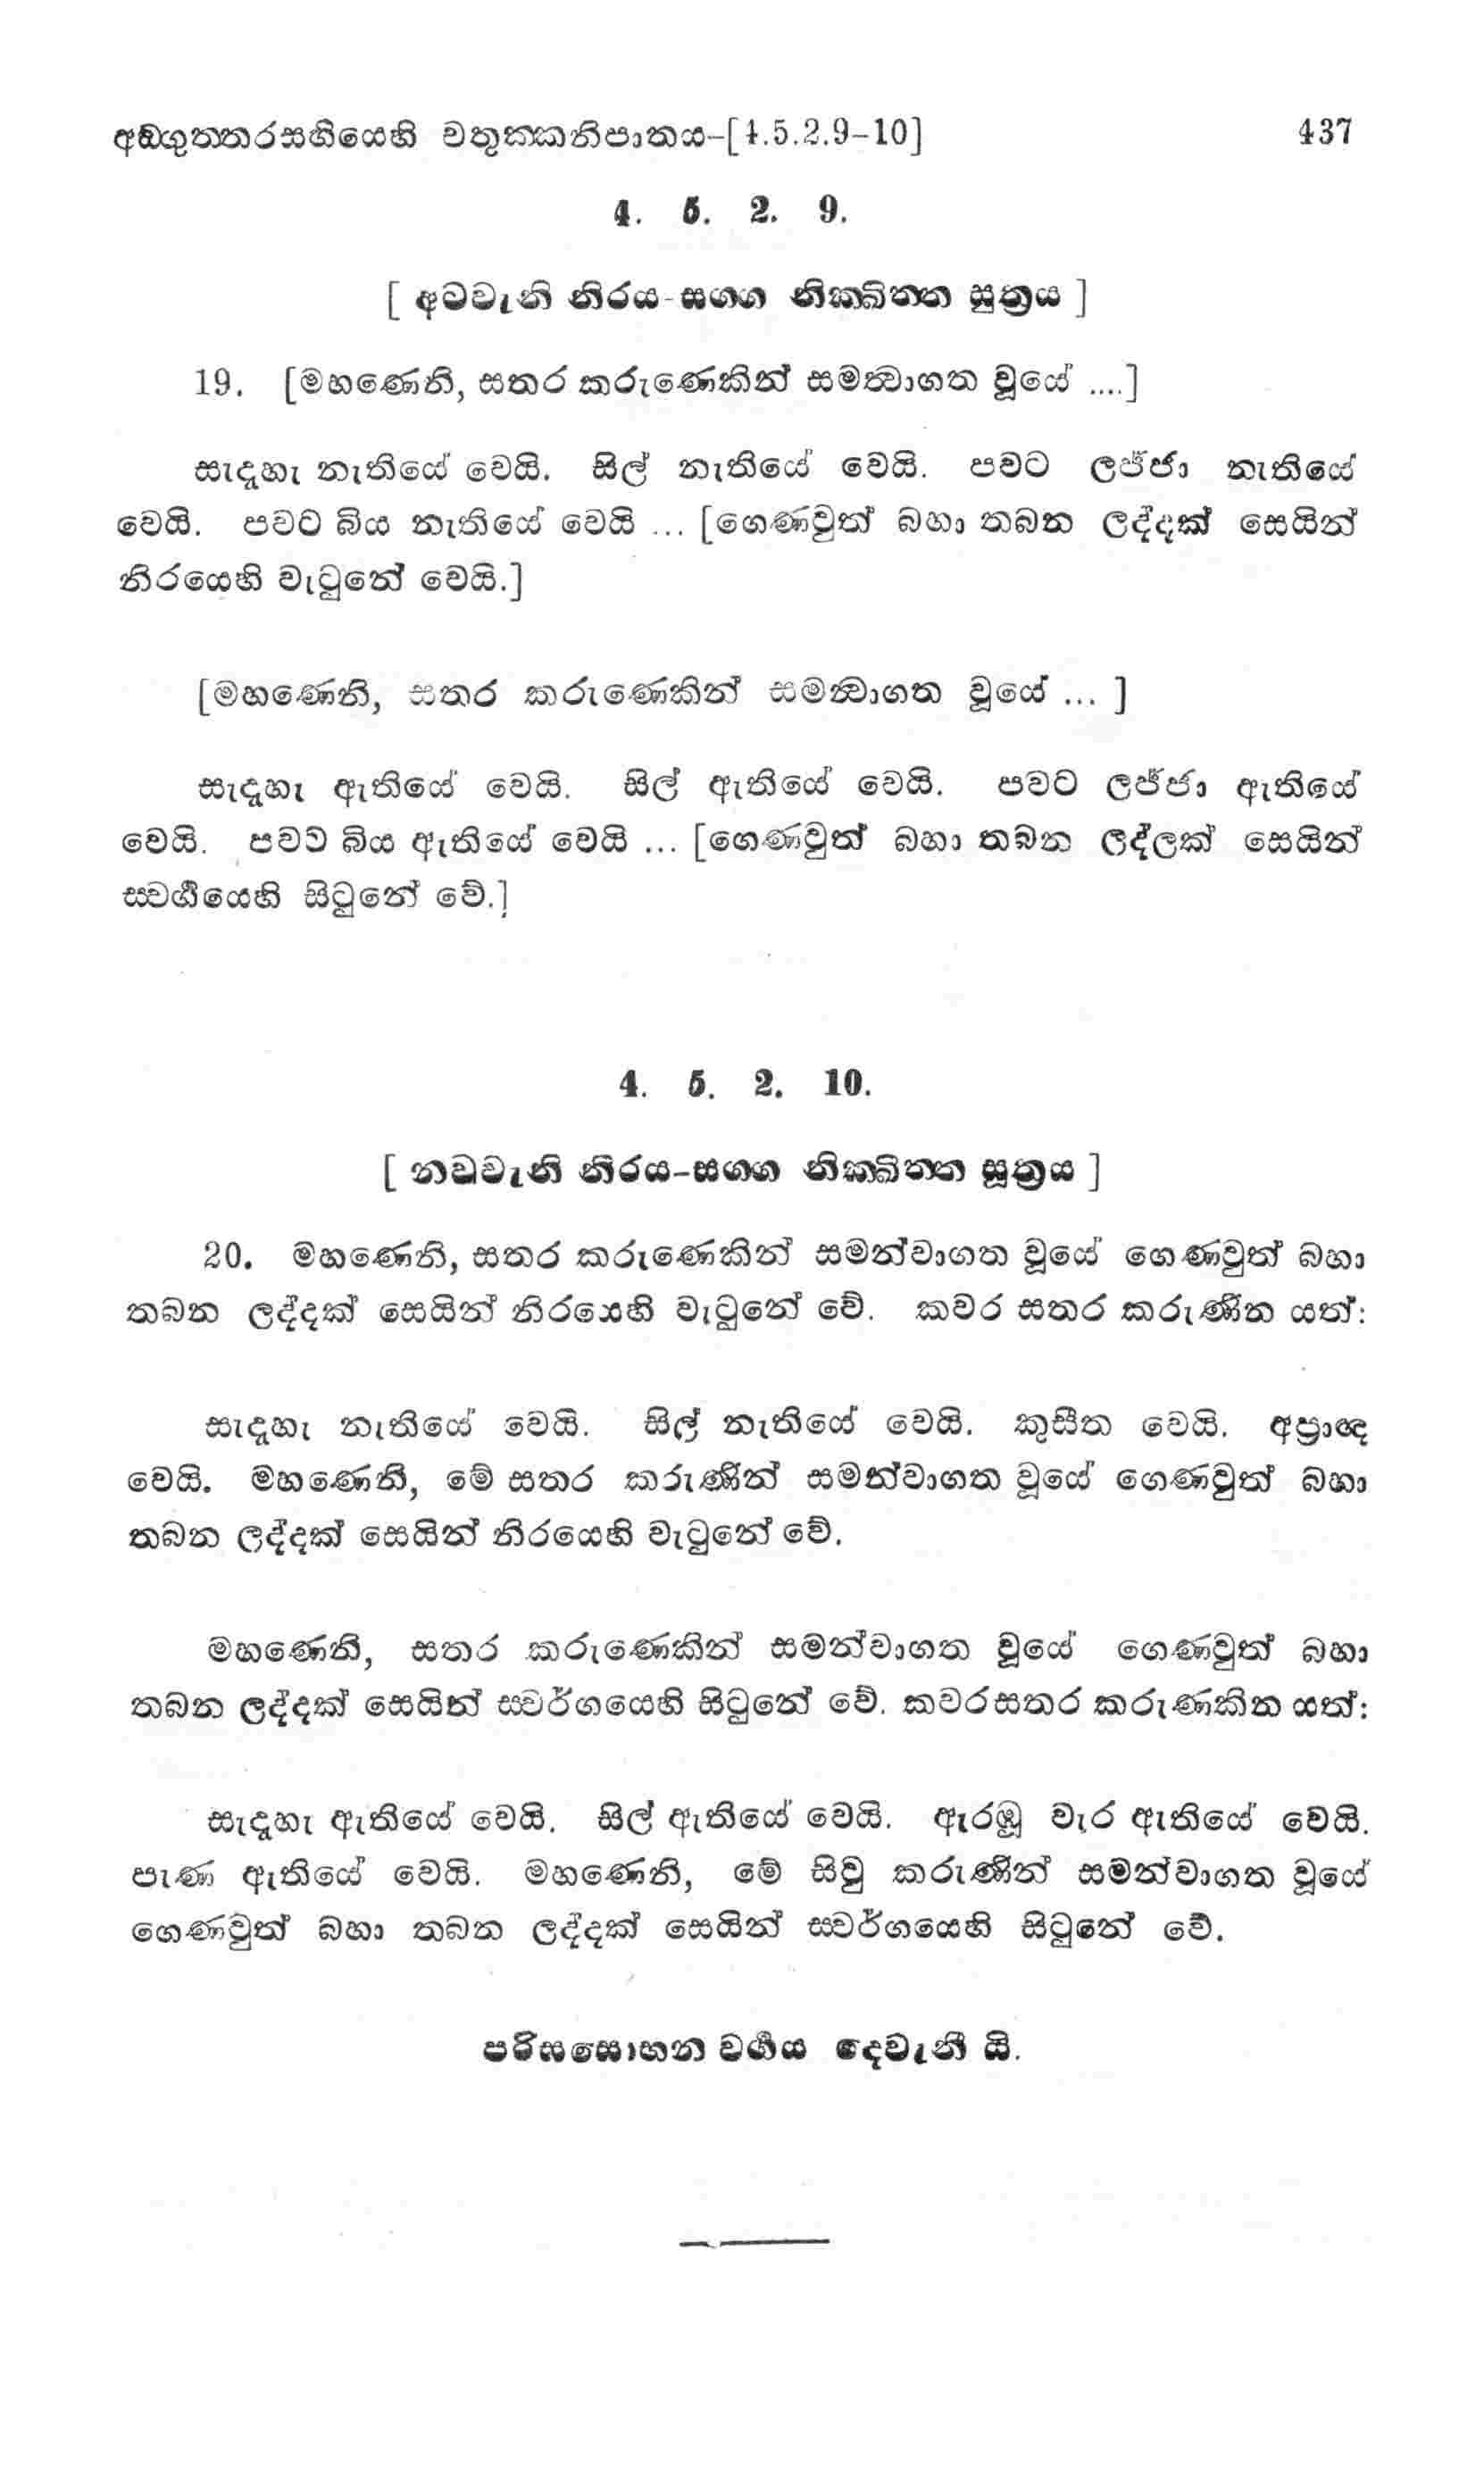 අඞ්ගුත්තරසඟියෙහි චතුක්කනිපාතය–[4.5.2.9–10] 437
4. 5. 2. 9.
[ අටවැනි නිරය-සග්ග නික්ඛිත්ත සූත්‍රය ]
19. [මහණෙනි, සතර කරුණෙකින් සමන්‍වාගත වූයේ ....]
සැදැහැ නැතියේ වෙයි. සිල් නැතියේ වෙයි. පවට ලජ්ජා නැතියේ
වෙයි. පවට බිය නැතියේ වෙයි ... [ගෙණවුත් බහා තබන ලද්දක් සෙයින්
නිරයෙහි වැටුනේ වෙයි.]
[මහණෙනි, සතර කරුණෙකින් සමන්‍වාගත වූයේ ... ]
සැදැහැ ඇතියේ වෙයි. සිල් ඇතියේ වෙයි. පවට ලජ්ජා ඇතියේ
වෙයි. පවට බිය ඇතියේ වෙයි ... [ගෙණවුත් බහා තබන ලද්ලක් සෙයින්
ස්වර්‍ගයෙහි සිටුනේ වේ.]
4. 5. 2. 10.
[ නවවැනි නිරය–සග්ග නික්ඛිත්ත සූත්‍රය ]
20. මහණෙනි, සතර කරුණෙකින් සමන්වාගත වූයේ ගෙණවුත් බහා
තබන ලද්දක් සෙයින් නිරයෙහි වැටුනේ වේ. කවර සතර කරුණින යත්:
සැදැහැ නැතියේ වෙයි. සිල් නැතියේ වෙයි. කුසීත වෙයි. අප්‍රාඥ
වෙයි. මහණෙනි, මේ සතර කරුණින් සමන්වාගත වූයේ ගෙණවුත් බහා
තබන ලද්දක් සෙයින් නිරයෙහි වැටුනේ වේ.
මහණෙනි, සතර කරුණෙකින් සමන්වාගත වූයේ ගෙණවුත් බහා
තබන ලද්දක් සෙයින් ස්වර්ගයෙහි සිටුනේ වේ. කවරසතර කරුණකින යත්:
සැදැහැ ඇතියේ වෙයි. සිල් ඇතියේ වෙයි. ඇරඹූ වැර ඇතියේ වෙයි.
පැණ ඇතියේ වෙයි. මහණෙනි, මේ සිවු කරුණින් සමන්වාගත වූයේ
ගෙණවුත් බහා තබන ලද්දක් සෙයින් ස්වර්ගයෙහි සිටුනේ වේ.
පරිසසොභන වර්‍ගය දෙවැනි යි.